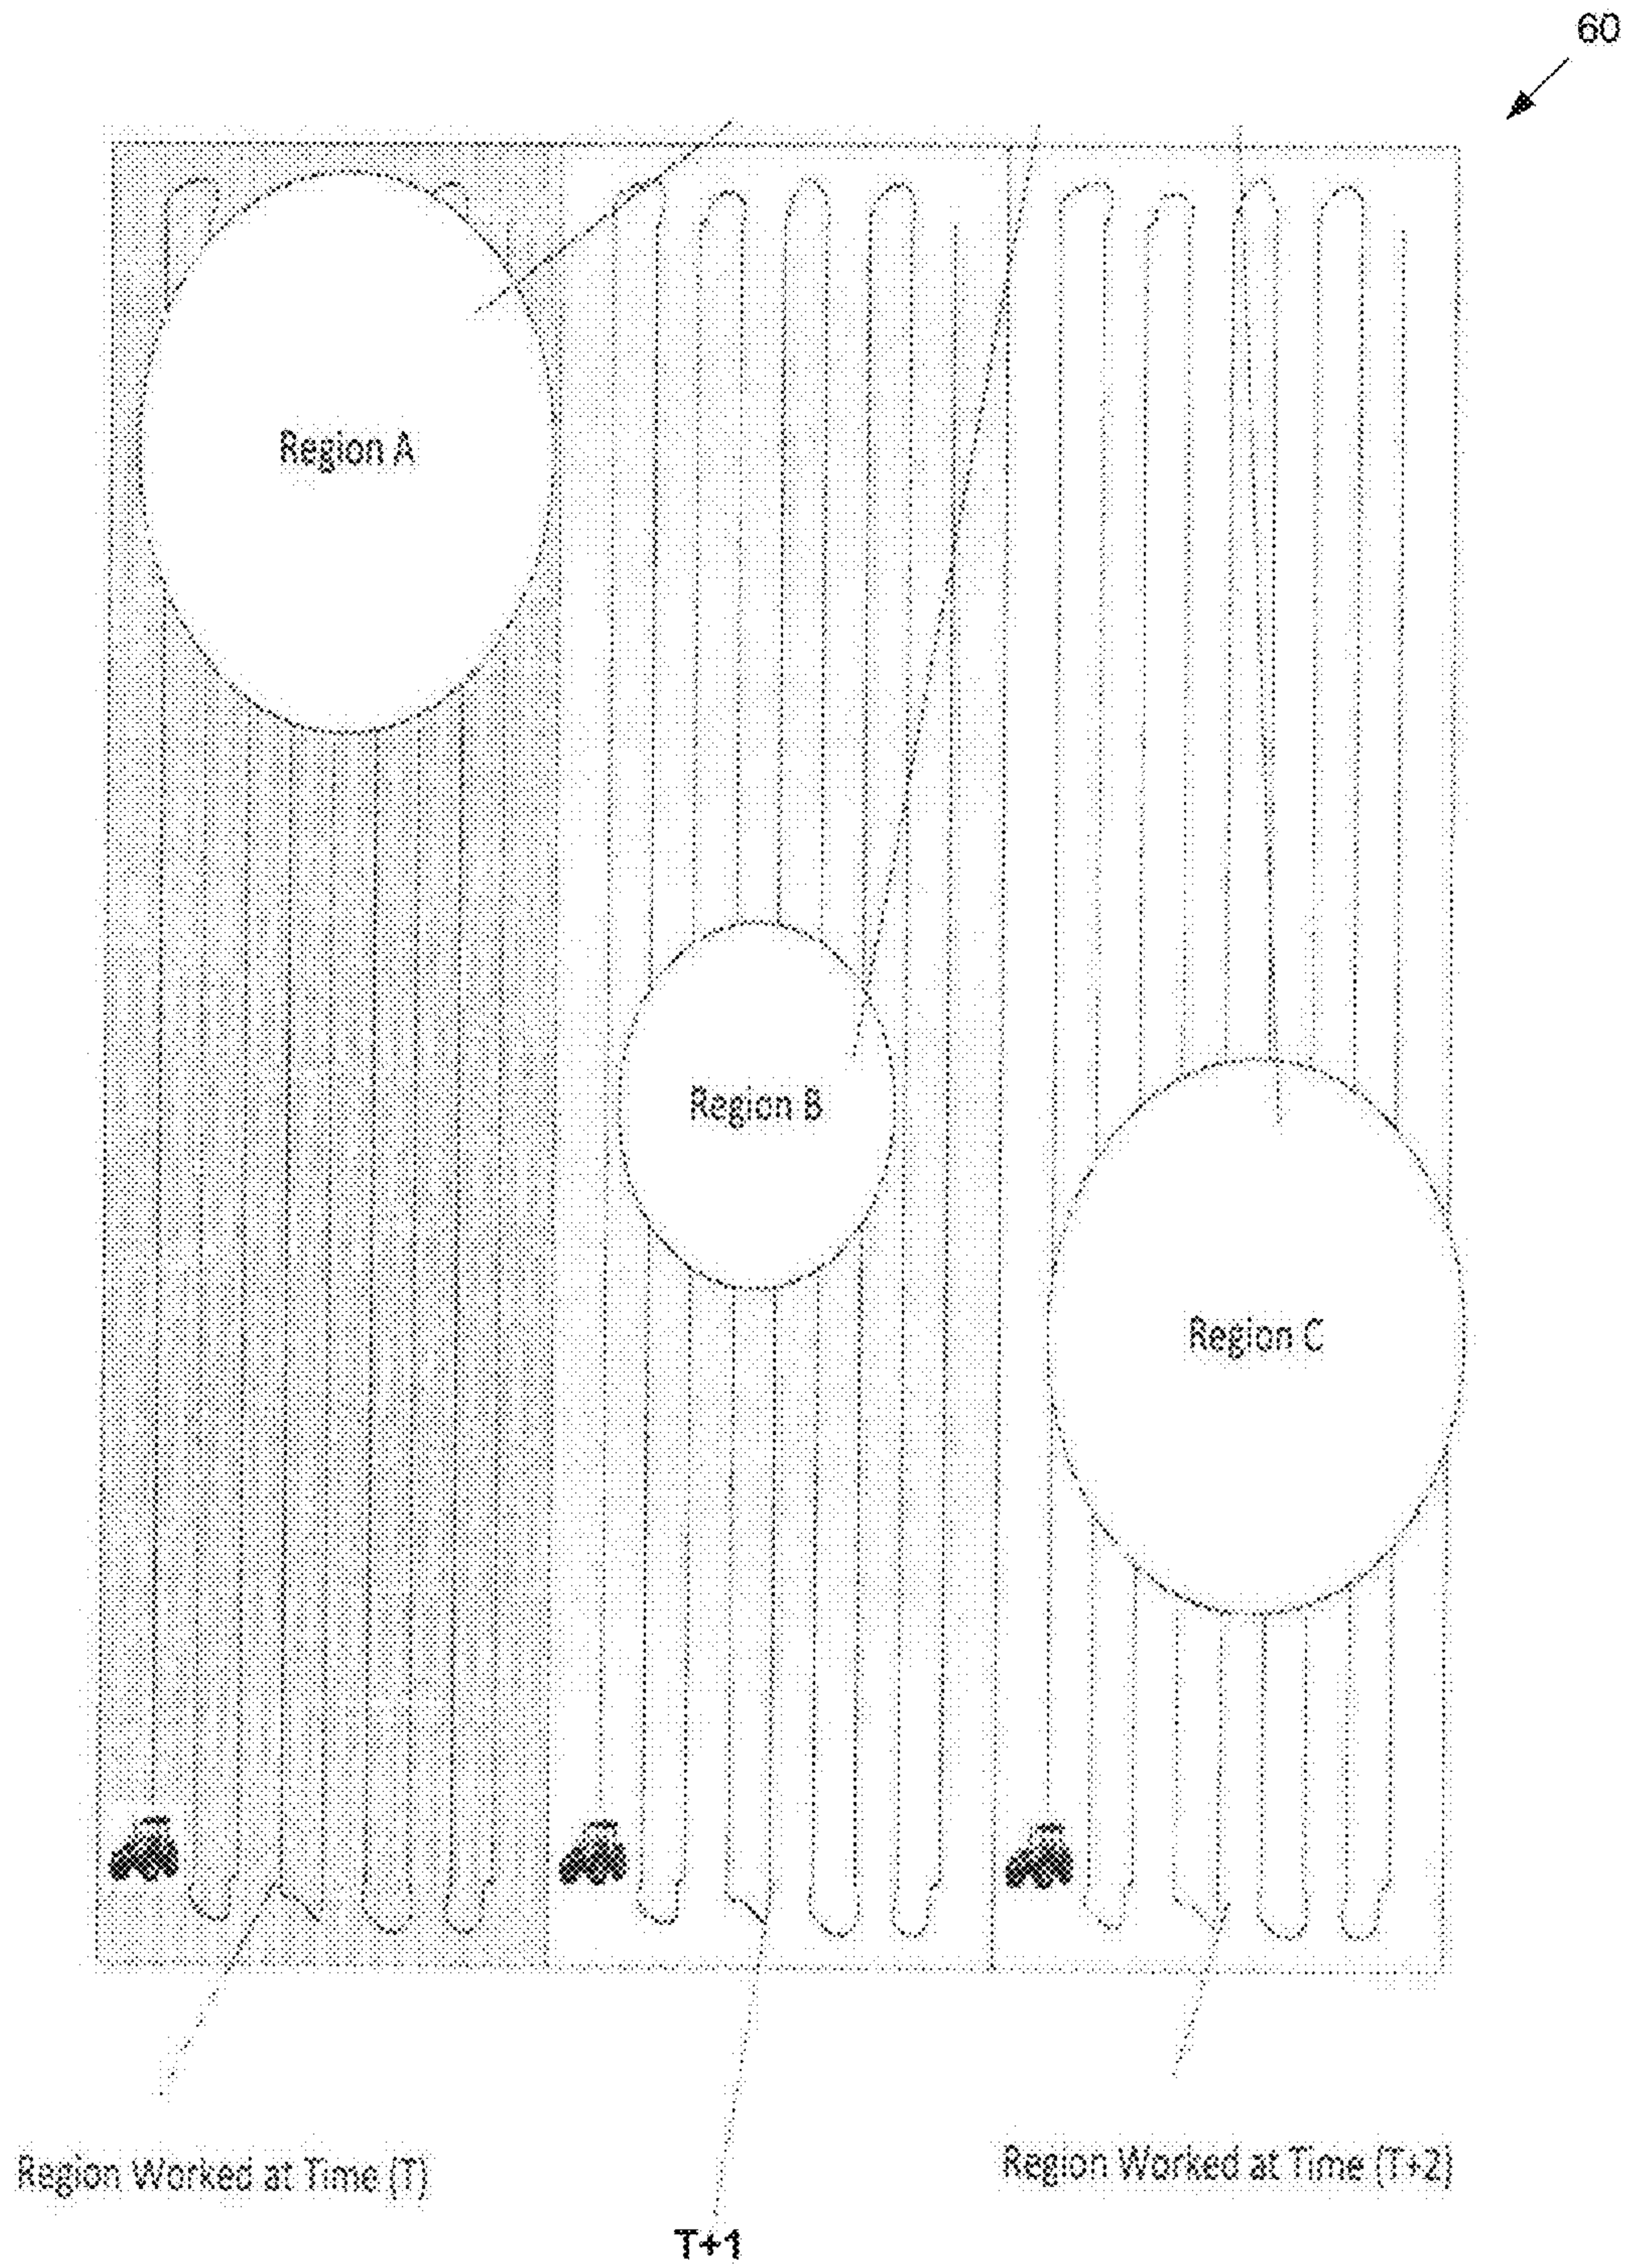 60
Region A
Region B
Region C
Region Worked at Time (T)
Region Worked at Time (T+2)
T+1